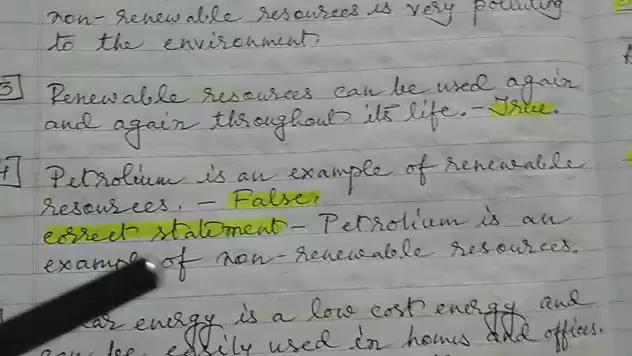 non-renewable resources is very polluting
to the environment.
3] Renewable resources can be used again
and again throughout its life. - True.
4] Petrolium is an example of renewable
resources. - False.
correct statement - Petrolium is an
example of non-renewable resources.
energy is a low cost energy and
easily used in homes and offices.